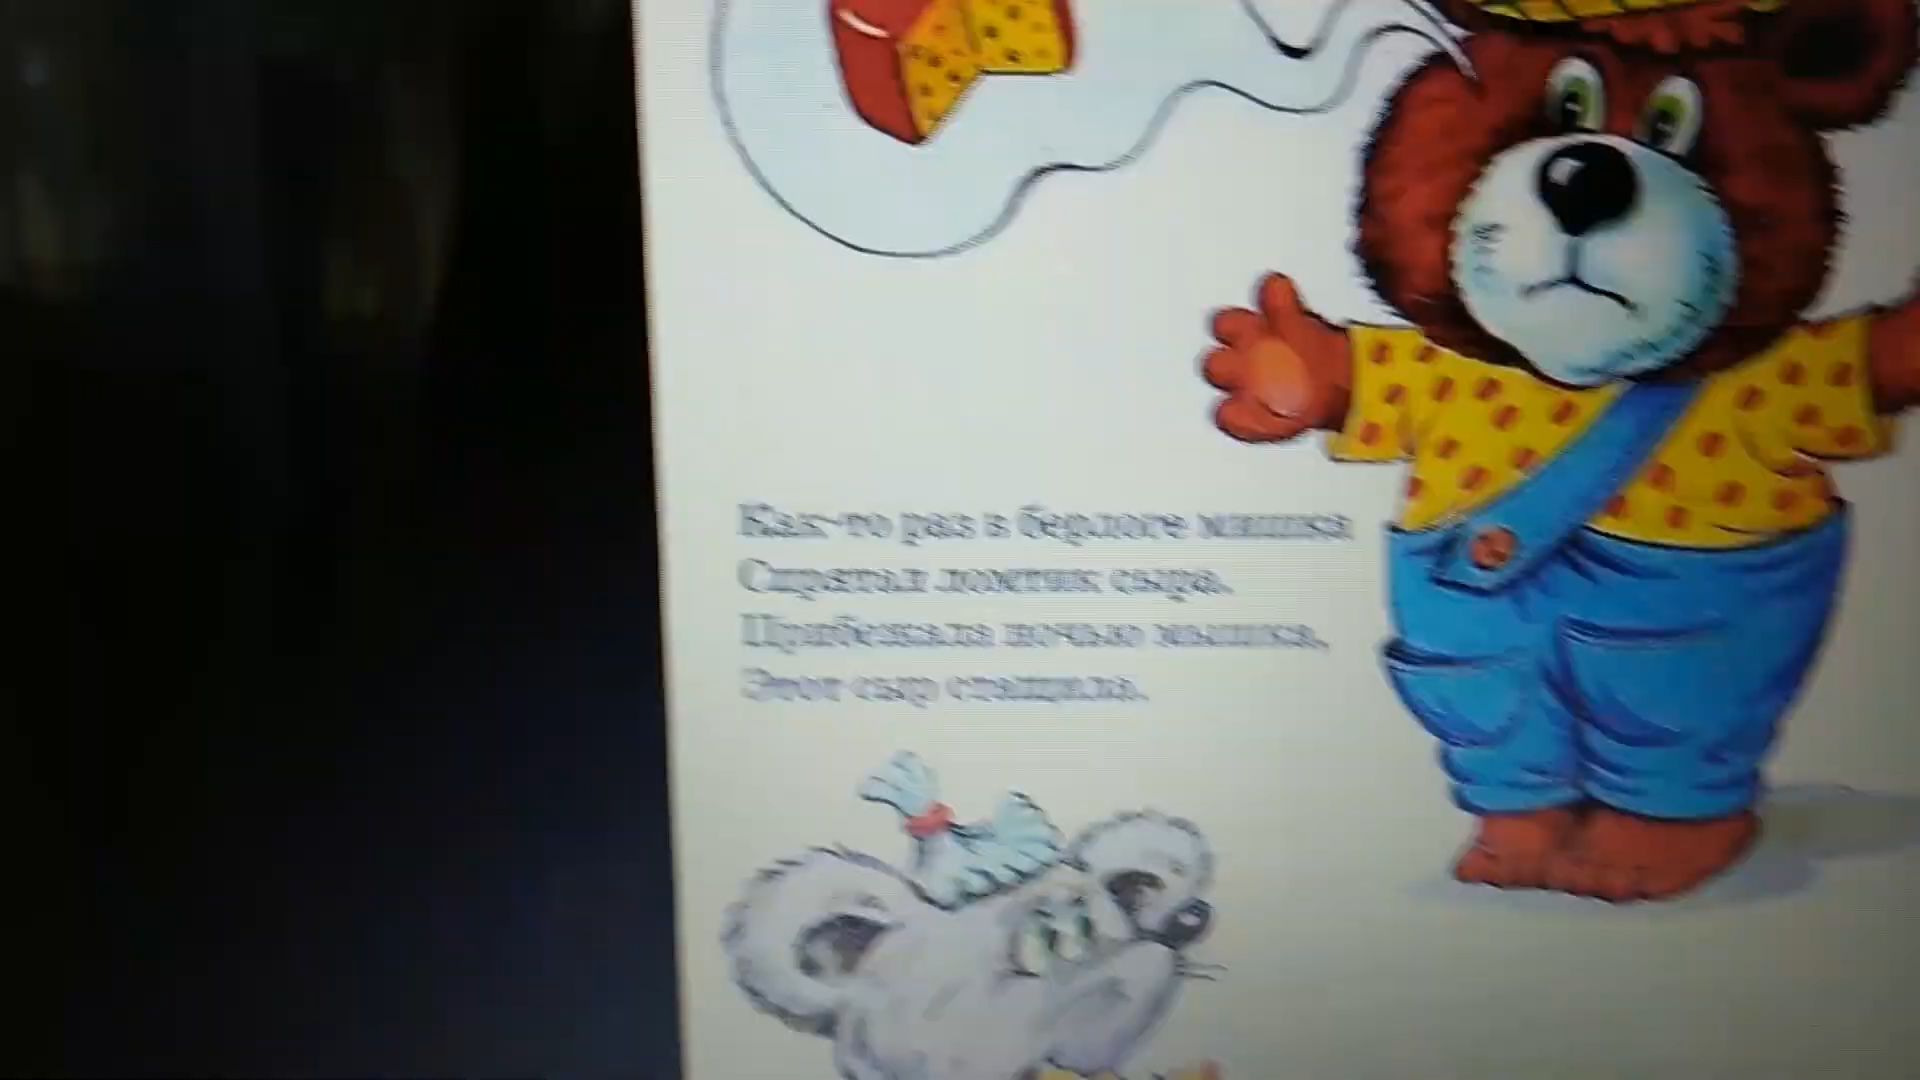 Как-то раз в берлоге мишка
Спрятал ломтик сыра.
Прибежала ночью мышка,
Этот сыр стащила.